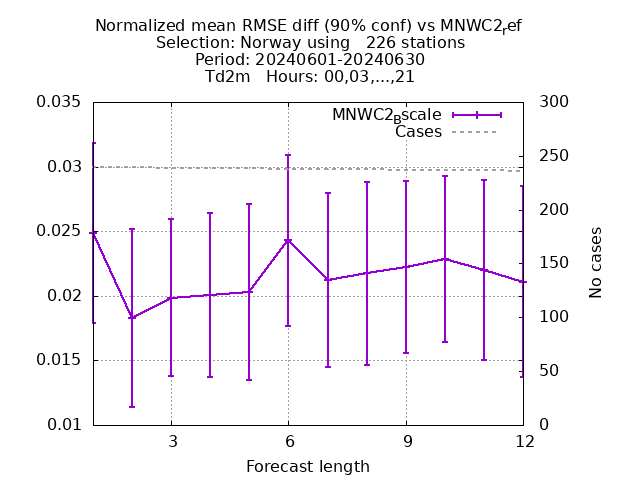 Normalized mean RMSE diff (90% conf) vs MNWC2ref
Selection: Norway using 226 stations
Period: 20240601-20240630
Td2m Hours: 00,03,...,21
MNWC2Bscale
Cases
0.035
0.03
0.025
0.02
0.015
0.01
300
250
200
150
100
50
0
No cases
3 6 9 12
Forecast length